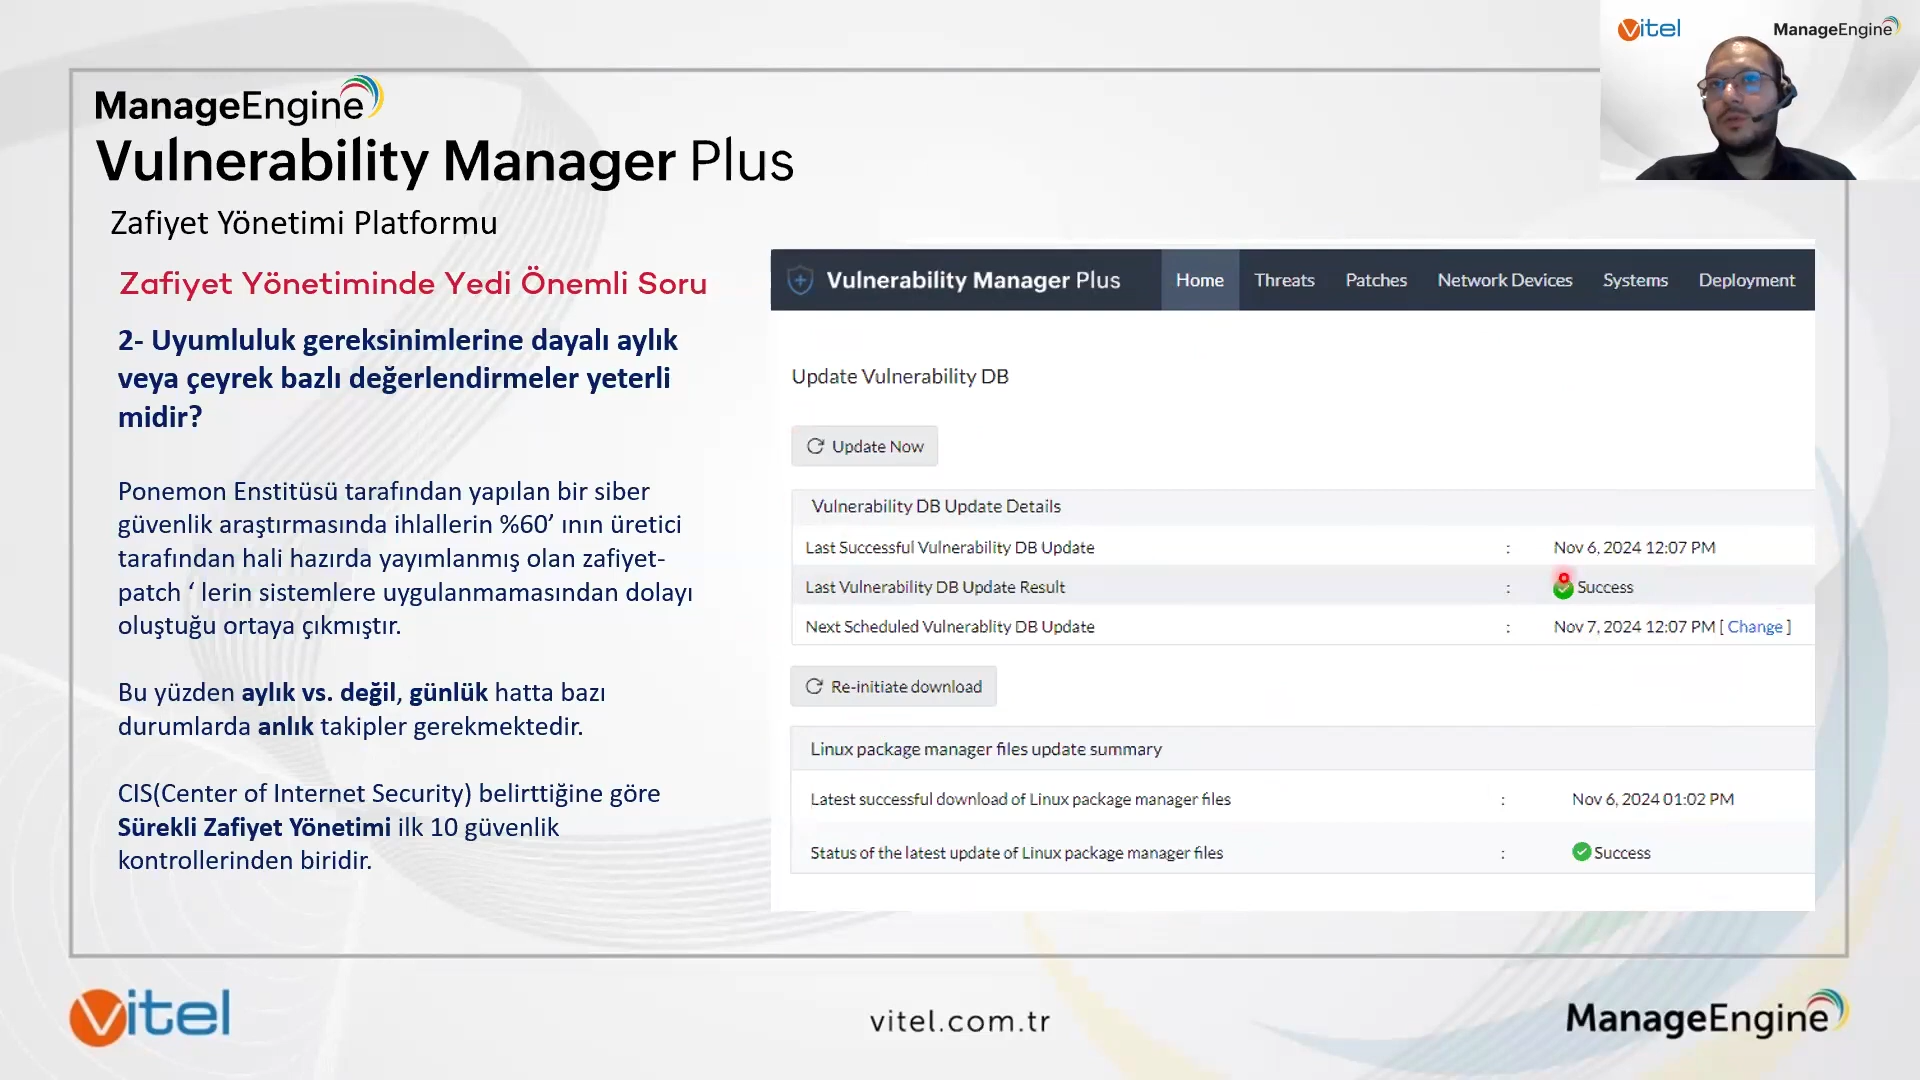 vitel
ManageEngine
ManageEngine
Vulnerability Manager Plus
Zafiyet Yönetimi Platformu
Zafiyet Yönetiminde Yedi Önemli Soru
2- Uyumluluk gereksinimlerine dayalı aylık
veya çeyrek bazlı değerlendirmeler yeterli
midir?
Ponemon Enstitüsü tarafından yapılan bir siber
güvenlik araştırmasında ihlallerin %60’ ının üretici
tarafından hali hazırda yayımlanmış olan zafiyet-
patch ‘ lerin sistemlere uygulanmamasından dolayı
oluştuğu ortaya çıkmıştır.
Bu yüzden aylık vs. değil, günlük hatta bazı
durumlarda anlık takipler gerekmektedir.
CIS(Center of Internet Security) belirttiğine göre
Sürekli Zafiyet Yönetimi ilk 10 güvenlik
kontrollerinden biridir.
Vulnerability Manager Plus Home Threats Patches Network Devices Systems Deployment
Update Vulnerability DB
Update Now
Vulnerability DB Update Details
Last Successful Vulnerability DB Update : Nov 6, 2024 12:07 PM
Last Vulnerability DB Update Result : Success
Next Scheduled Vulnerablity DB Update : Nov 7, 2024 12:07 PM [ Change ]
Re-initiate download
Linux package manager files update summary
Latest successful download of Linux package manager files : Nov 6, 2024 01:02 PM
Status of the latest update of Linux package manager files : Success
vitel
vitel.com.tr
ManageEngine